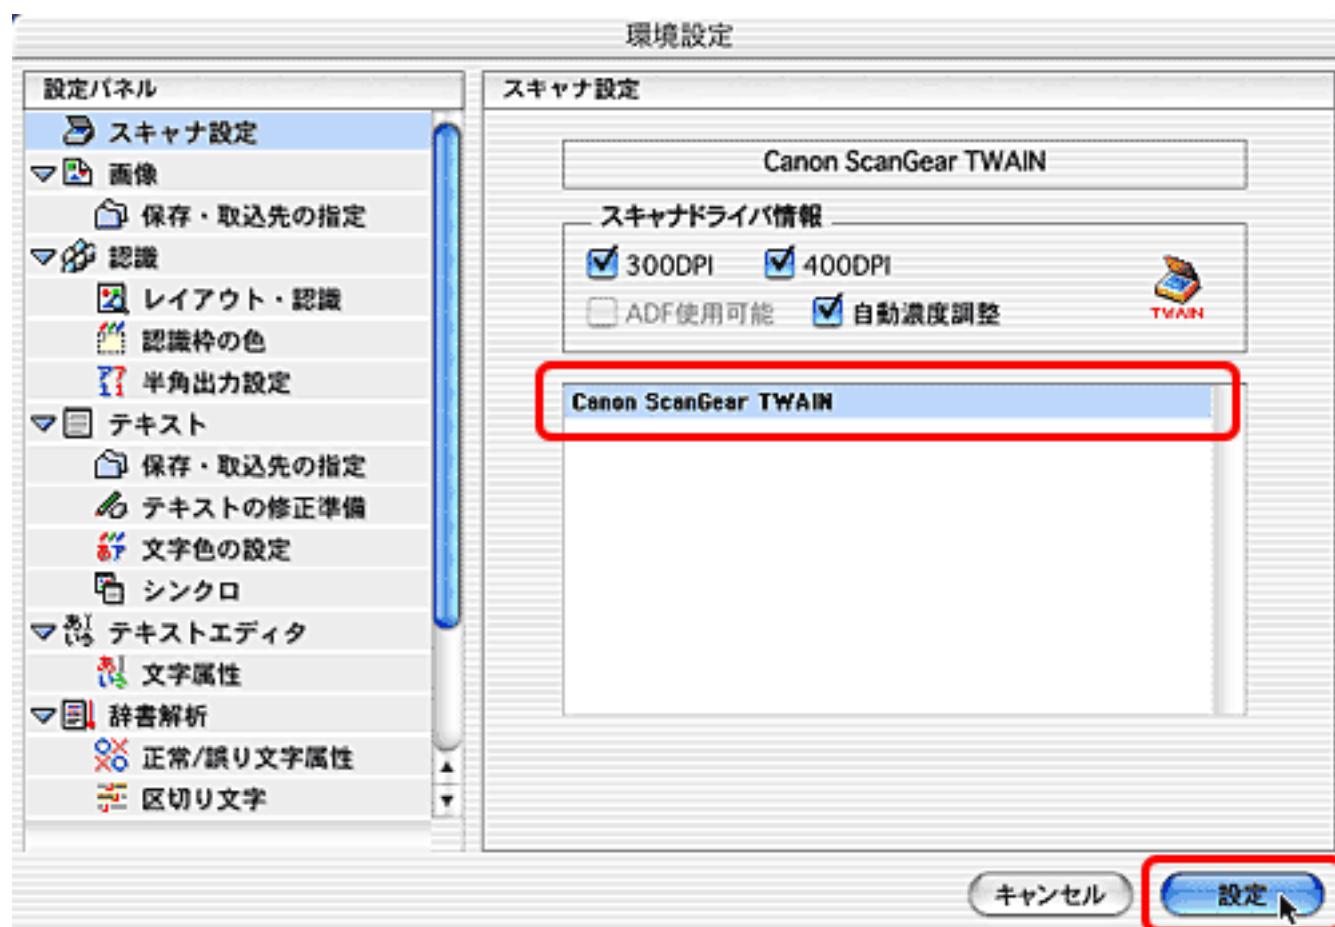 環境設定
設定パネル
スキャナ設定
画像
保存・取込先の指定
認識
レイアウト・認識
認識枠の色
半角出力設定
テキスト
保存・取込先の指定
テキストの修正準備
文字色の設定
シンクロ
テキストエディタ
文字属性
辞書解析
正常/誤り文字属性
区切り文字
スキャナ設定
Canon ScanGear TWAIN
スキャナドライバ情報
300DPI 400DPI
ADF使用可能 自動濃度調整
TWAIN
Canon ScanGear TWAIN
キャンセル 設定